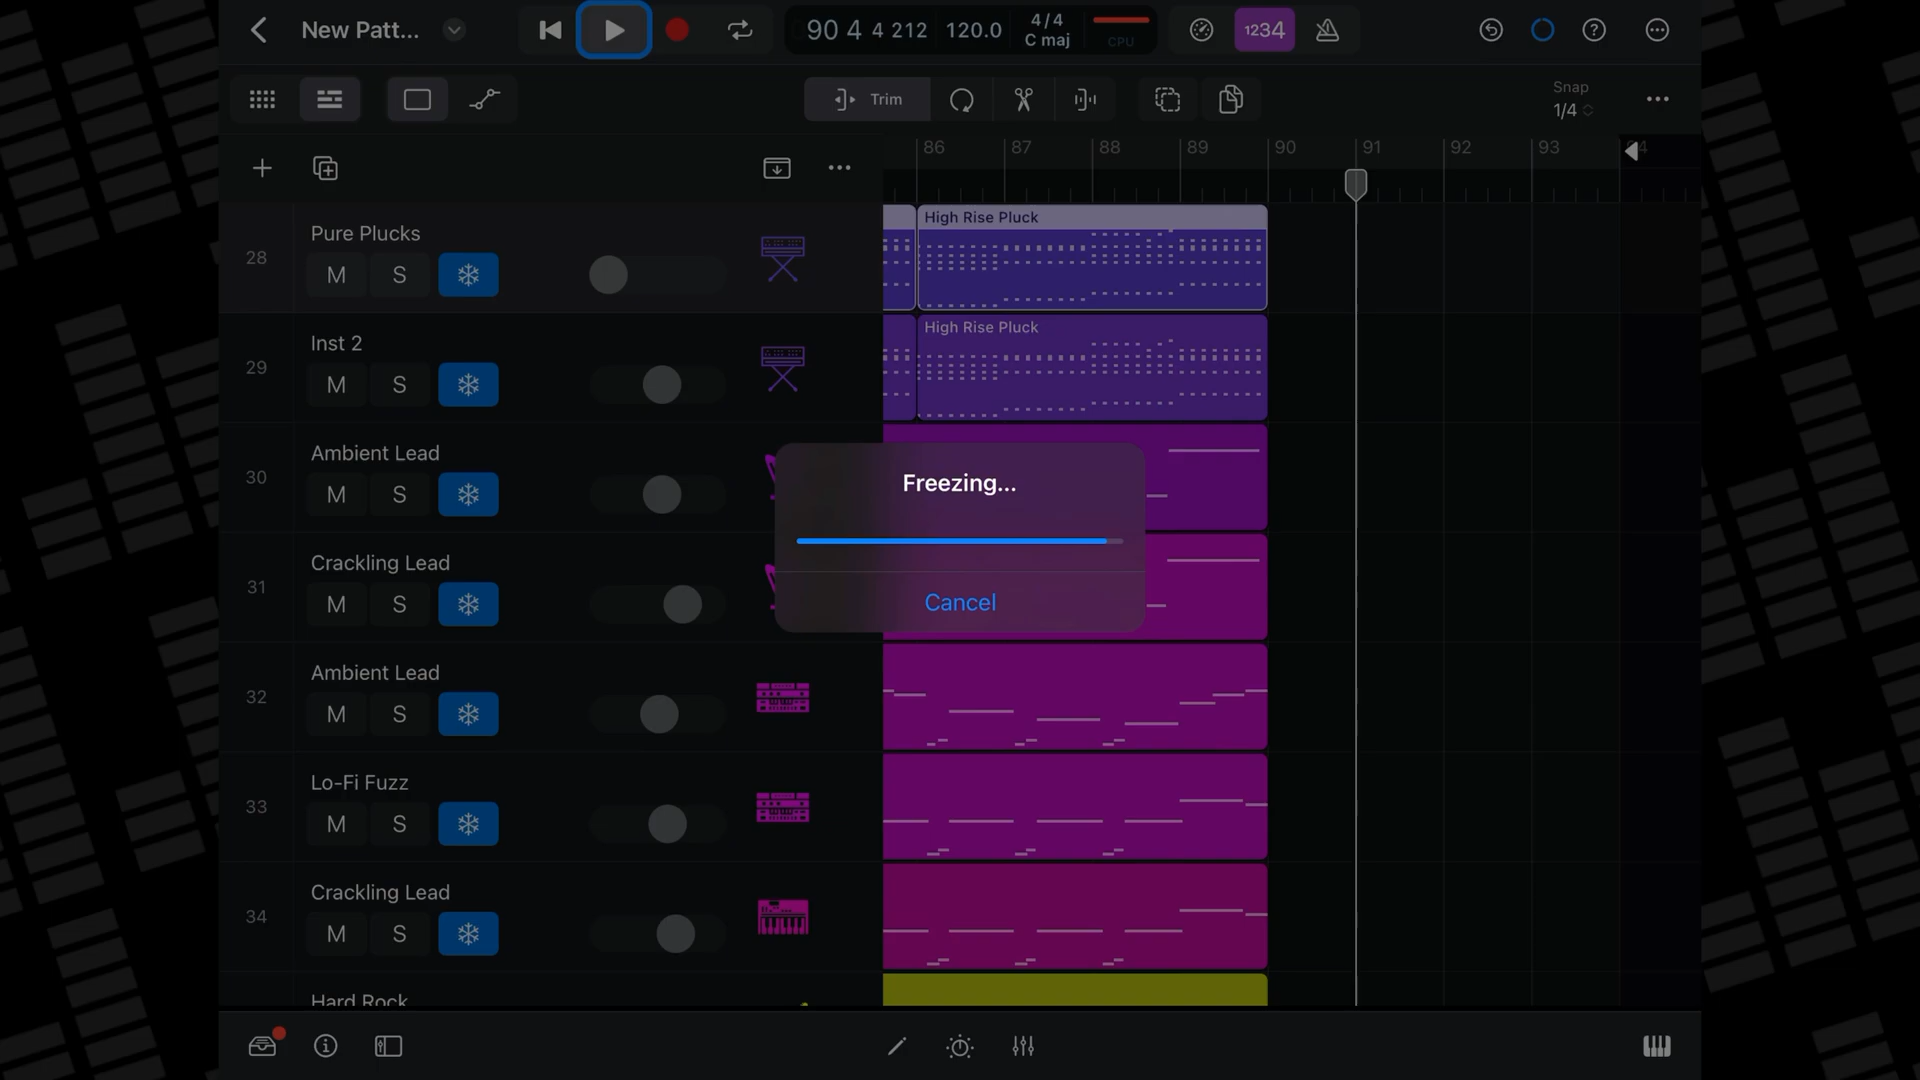 New Patt...
90 4 4 212 120.0 4/4 C maj CPU
1234
Trim
Snap
1/4
86 87 88 89 90 91 92 93
28 Pure Plucks
M S
High Rise Pluck
29 Inst 2
M S
High Rise Pluck
30 Ambient Lead
M S
Freezing...
31 Crackling Lead
M S
Cancel
32 Ambient Lead
M S
33 Lo-Fi Fuzz
M S
34 Crackling Lead
M S
Hard Rock